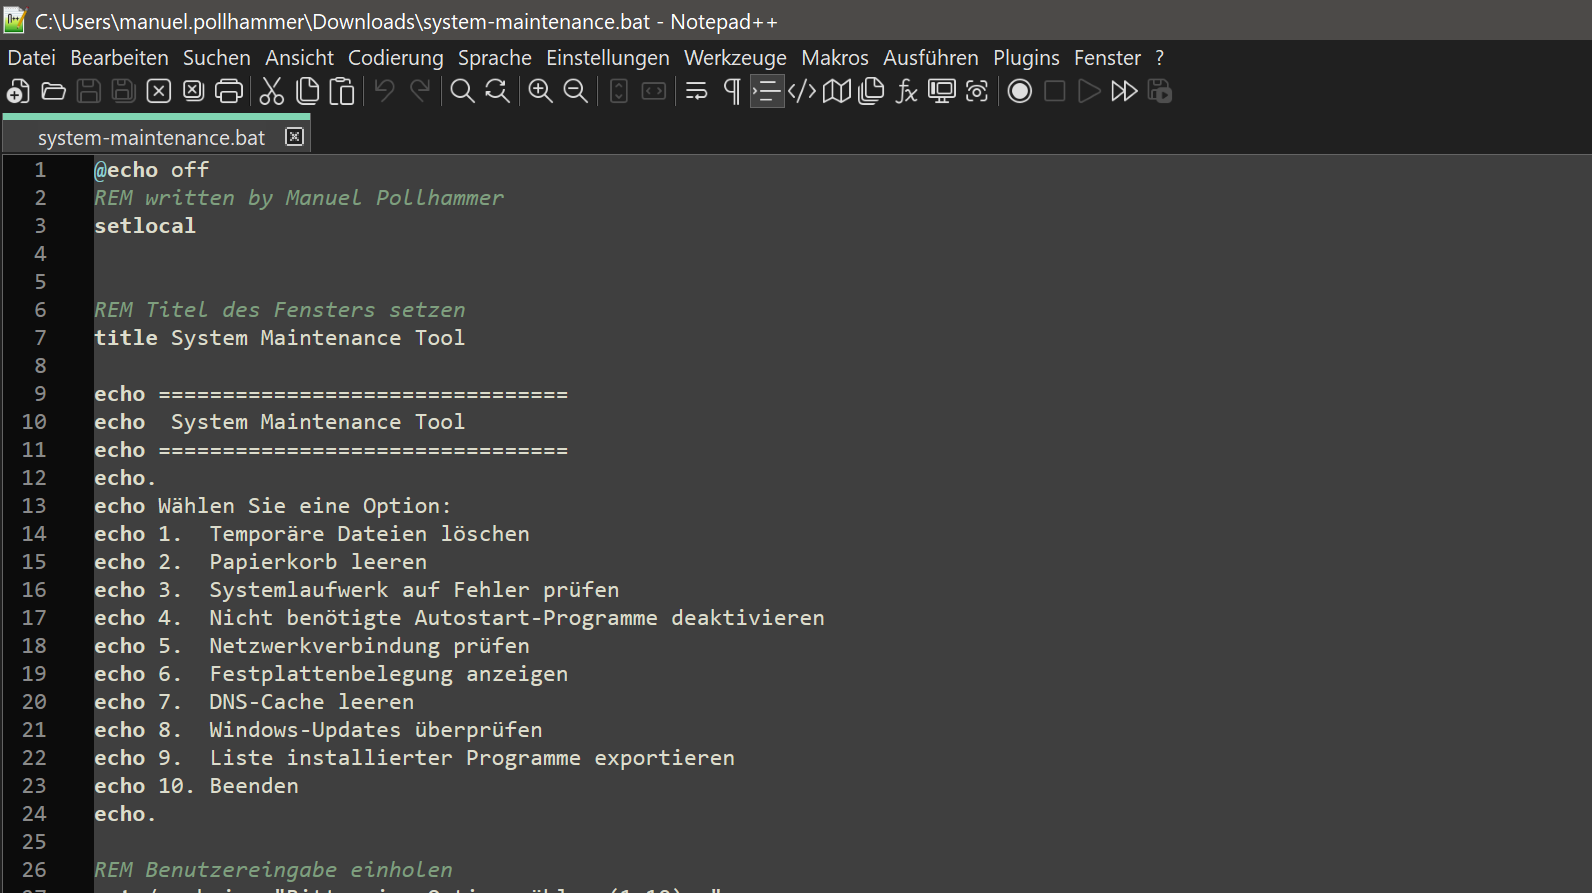 C:\Users\manuel.pollhammer\Downloads\system-maintenance.bat - Notepad++
Datei Bearbeiten Suchen Ansicht Codierung Sprache Einstellungen Werkzeuge Makros Ausführen Plugins Fenster ?
system-maintenance.bat
1 @echo off
2 REM written by Manuel Pollhammer
3 setlocal
4
5
6 REM Titel des Fensters setzen
7 title System Maintenance Tool
8
9 echo ================================
10 echo  System Maintenance Tool
11 echo ================================
12 echo.
13 echo Wählen Sie eine Option:
14 echo 1.  Temporäre Dateien löschen
15 echo 2.  Papierkorb leeren
16 echo 3.  Systemlaufwerk auf Fehler prüfen
17 echo 4.  Nicht benötigte Autostart-Programme deaktivieren
18 echo 5.  Netzwerkverbindung prüfen
19 echo 6.  Festplattenbelegung anzeigen
20 echo 7.  DNS-Cache leeren
21 echo 8.  Windows-Updates überprüfen
22 echo 9.  Liste installierter Programme exportieren
23 echo 10. Beenden
24 echo.
25
26 REM Benutzereingabe einholen